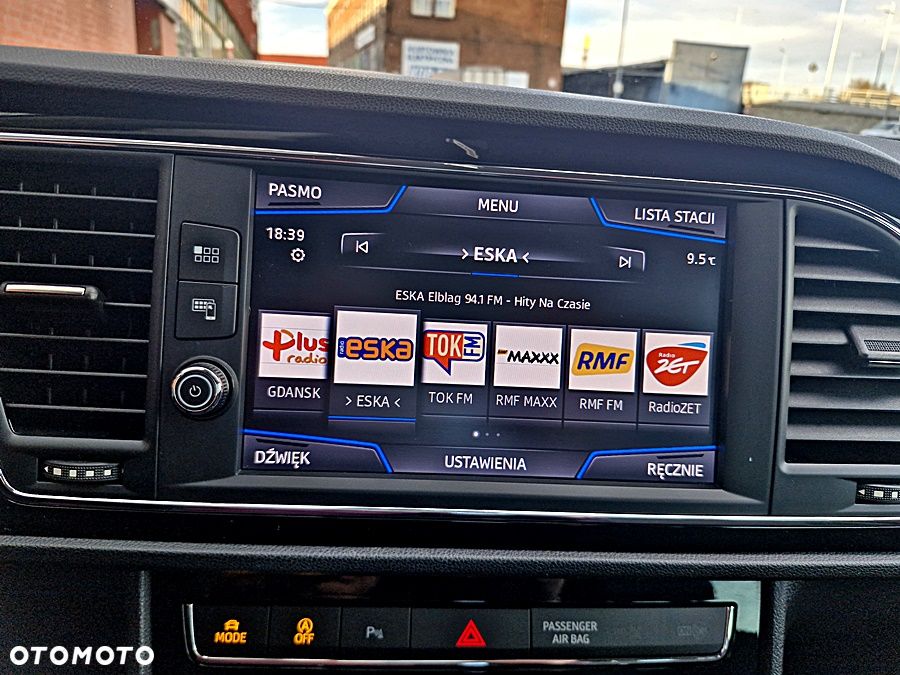 PASMO
MENU
LISTA STACJI
18:39
> ESKA <
9.5°C
ESKA Elblag 94.1 FM - Hity Na Czasie
Plus radio
radio ESKA
TOK FM
MAXXX
RMF
Radio ZET
GDANSK
> ESKA <
TOK FM
RMF MAXX
RMF FM
RadioZET
DŹWIĘK
USTAWIENIA
RĘCZNIE
MODE
A OFF
P
PASSENGER
AIR BAG
OTOMOTO